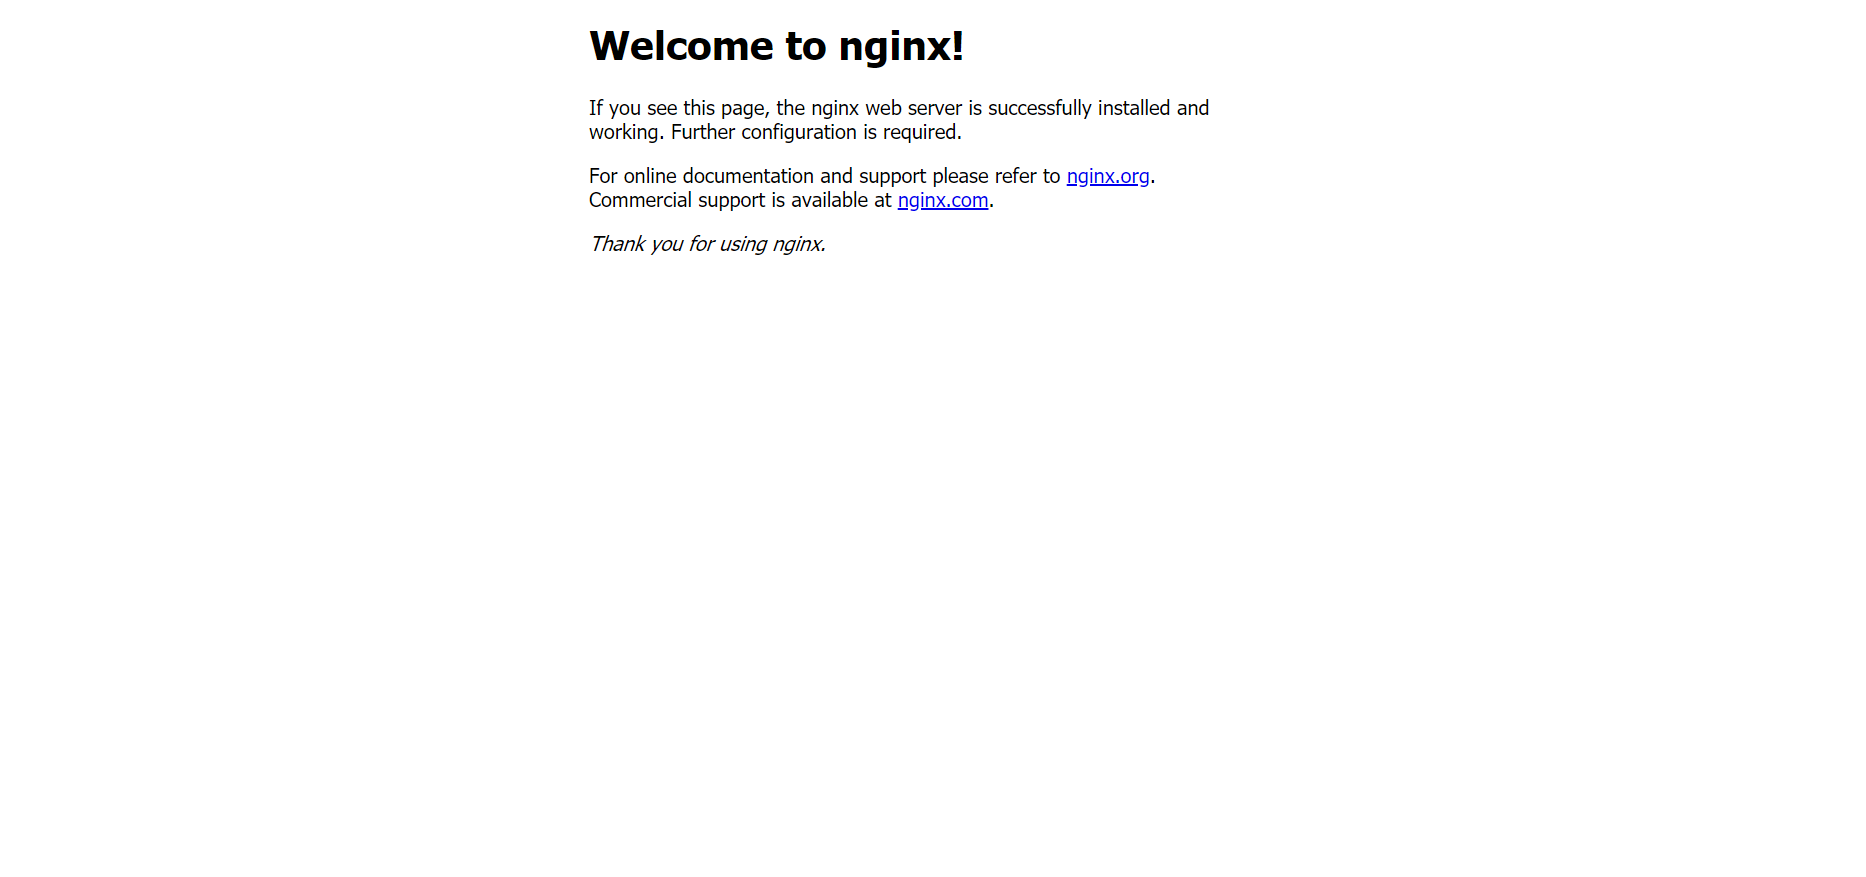 Welcome to nginx!
If you see this page, the nginx web server is successfully installed and
working. Further configuration is required.
For online documentation and support please refer to nginx.org.
Commercial support is available at nginx.com.
Thank you for using nginx.